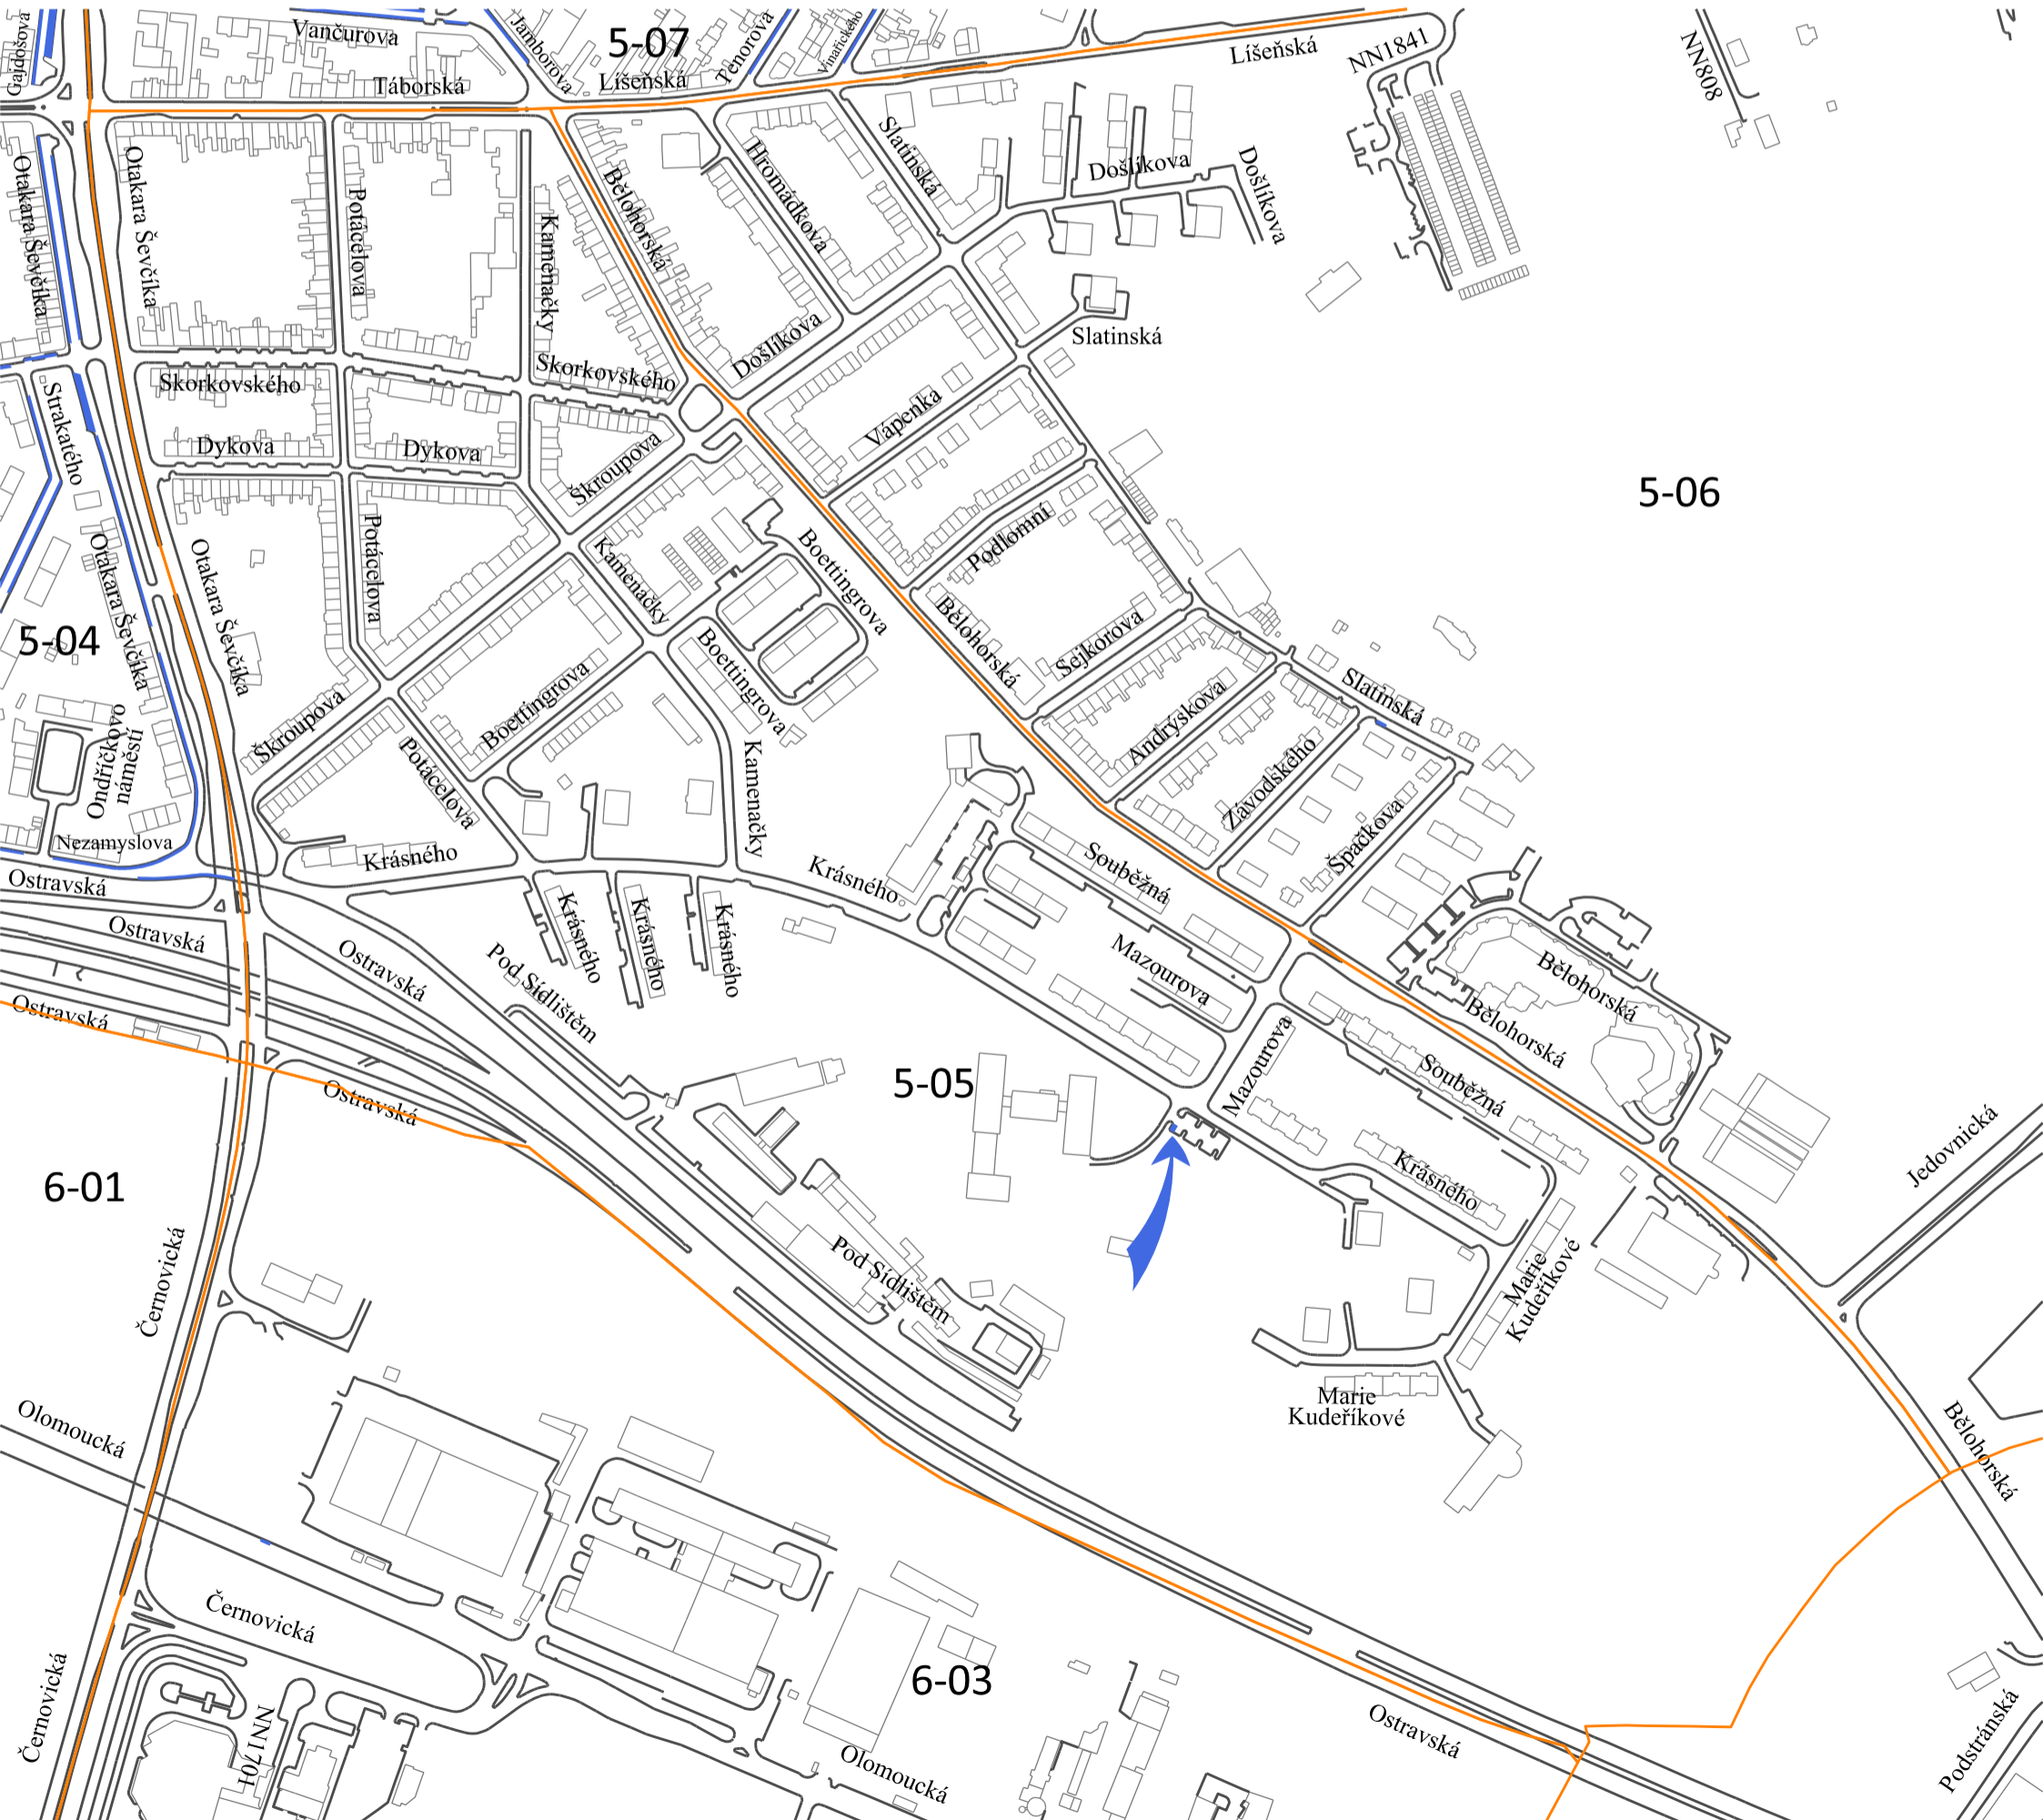 Gajdošova
Vančurova
Jamborova
5-07
Tenorova
Vinařického
Líšeňská
NN1841
NN808
Táborská
Líšeňská
Otakara Ševčíka
Otakara Ševčíka
Potácelova
Kamenačky
Bělohorská
Hromádkova
Slatinská
Došlíkova
Došlíkova
Slatinská
Došlíkova
Skorkovského
Skorkovského
Strakatého
Vápenka
Dykova
Dykova
Škroupova
5-06
Otakara Ševčíka
Otakara Ševčíka
Potácelova
Kamenačky
Boettingrova
Podlomní
Bělohorská
Sejkorova
5-04
Boettingrova
Boettingrova
Slatinská
Andrýskova
Škroupova
Ondříčkovo
náměstí
Potácelova
Kamenačky
Závodského
Špačkova
Nezamyslova
Krásného
Krásného
Souběžná
Ostravská
Ostravská
Ostravská
Krásného
Krásného
Krásného
Pod Sídlištěm
Mazourova
Bělohorská
Bělohorská
Ostravská
Ostravská
5-05
Mazourova
Souběžná
Krásného
Jedovnická
6-01
Černovická
Pod Sídlištěm
Marie
Kudeříkové
Marie
Kudeříkové
Olomoucká
Bělohorská
Černovická
Černovická
NN1701
6-03
Olomoucká
Ostravská
Podstránská